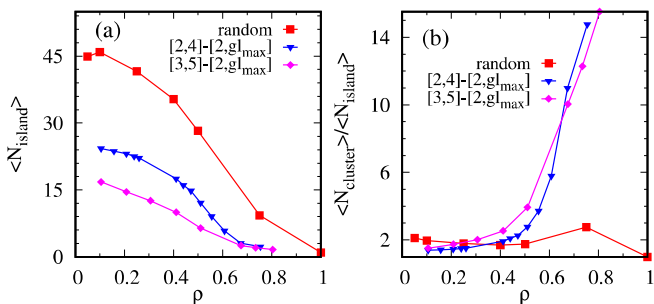 (a)
random
[2,4]-[2,gl_max]
[3,5]-[2,gl_max]
<N_island>
45
30
15
0
0 0.2 0.4 0.6 0.8 1
ρ
(b)
random
[2,4]-[2,gl_max]
[3,5]-[2,gl_max]
<N_cluster>/<N_island>
14
10
6
2
0 0.2 0.4 0.6 0.8 1
ρ